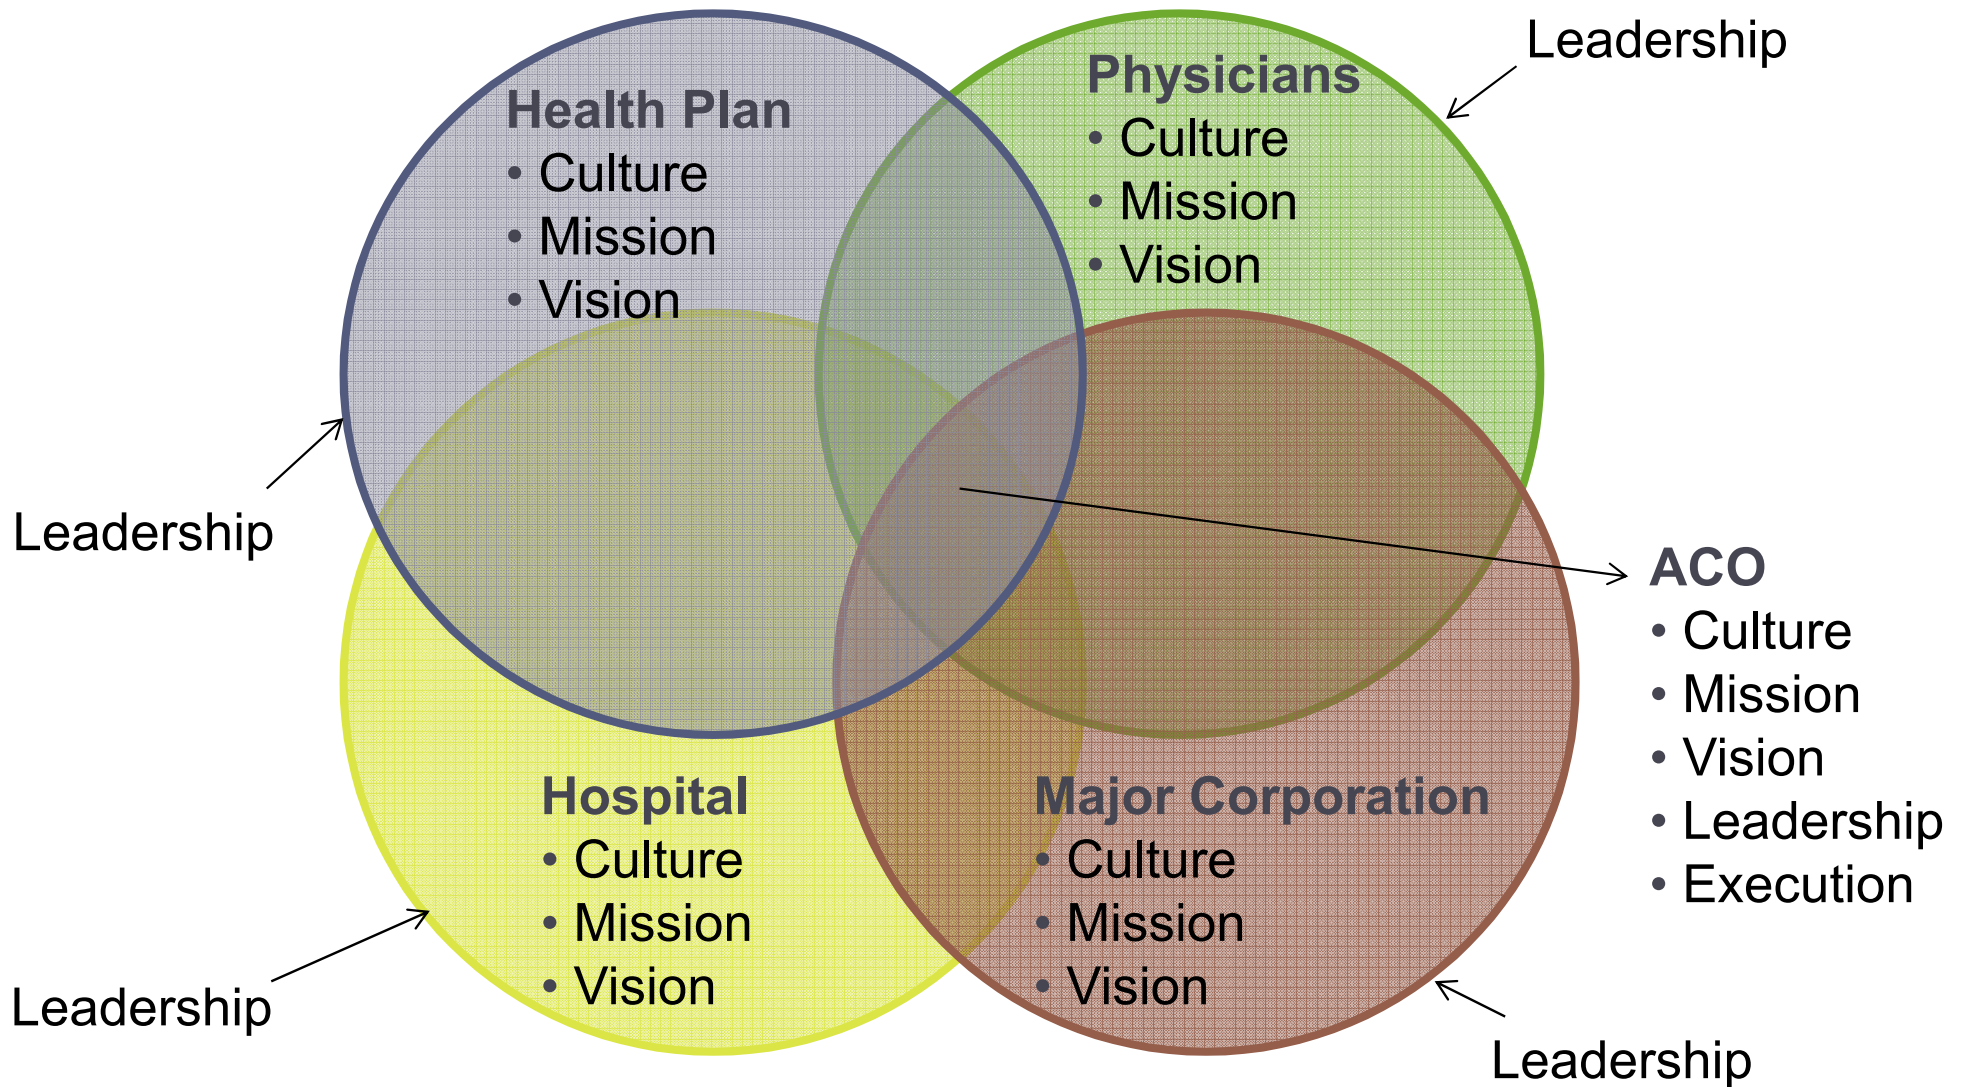 Leadership
Physicians
• Culture
• Mission
• Vision
Health Plan
• Culture
• Mission
• Vision
Leadership
ACO
• Culture
• Mission
• Vision
• Leadership
• Execution
Hospital
• Culture
• Mission
• Vision
Major Corporation
• Culture
• Mission
• Vision
Leadership
Leadership